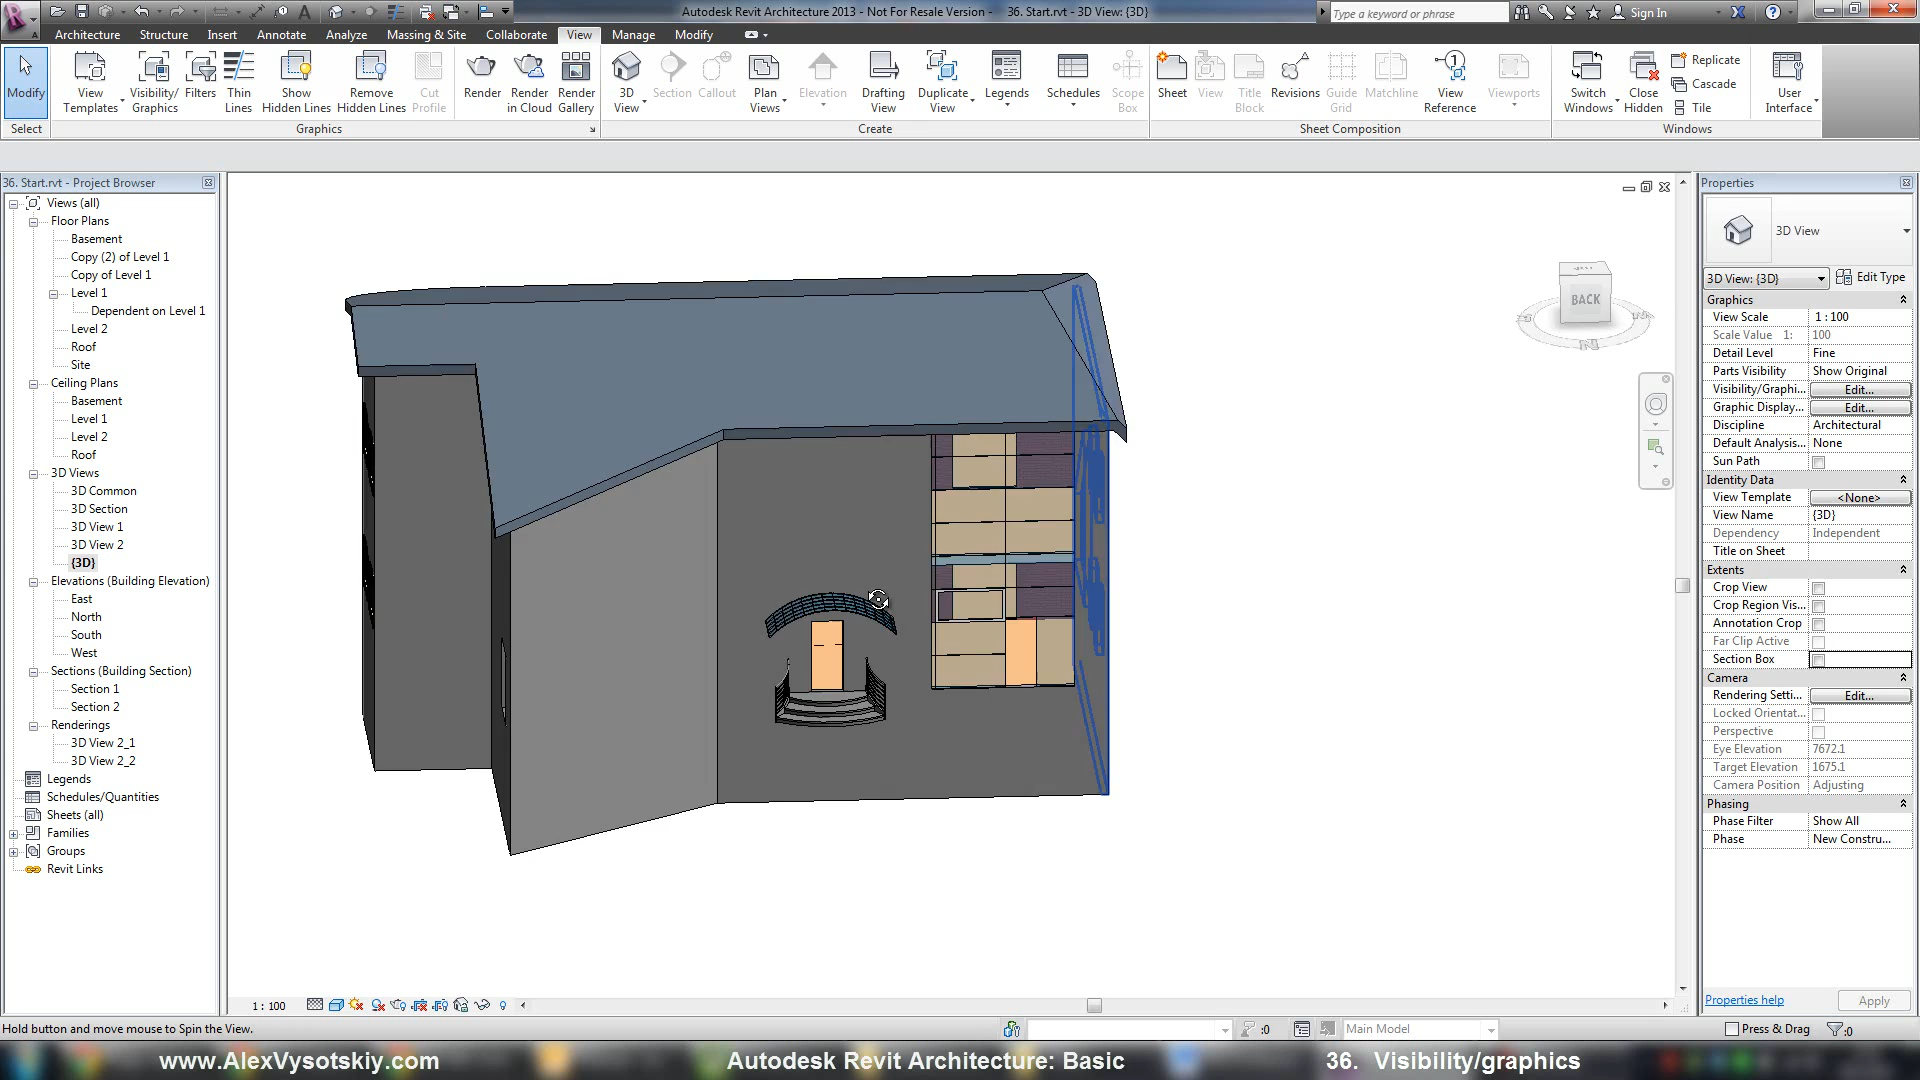 Autodesk Revit Architecture 2013 - Not For Resale Version - 36. Start.rvt - 3D View: {3D}
Type a keyword or phrase
Sign In
Architecture Structure Insert Annotate Analyze Massing & Site Collaborate View Manage Modify
Modify
View Templates
Visibility/ Graphics
Filters
Thin Lines
Show Hidden Lines
Remove Hidden Lines
Cut Profile
Render
Render in Cloud
Render Gallery
3D View
Section
Callout
Plan Views
Elevation
Drafting View
Duplicate View
Legends
Schedules
Scope Box
Sheet
View
Title Block
Revisions
Guide Grid
Matchline
View Reference
Viewports
Switch Windows
Close Hidden
Replicate
Cascade
Tile
User Interface
Select Graphics Create Sheet Composition Windows
36. Start.rvt - Project Browser
Views (all)
Floor Plans
Basement
Copy (2) of Level 1
Copy of Level 1
Level 1
Dependent on Level 1
Level 2
Roof
Site
Ceiling Plans
Basement
Level 1
Level 2
Roof
3D Views
3D Common
3D Section
3D View 1
3D View 2
{3D}
Elevations (Building Elevation)
East
North
South
West
Sections (Building Section)
Section 1
Section 2
Renderings
3D View 2_1
3D View 2_2
Legends
Schedules/Quantities
Sheets (all)
Families
Groups
Revit Links
BACK
N
Properties
3D View
3D View: {3D} Edit Type
Graphics
View Scale 1 : 100
Scale Value 1: 100
Detail Level Fine
Parts Visibility Show Original
Visibility/Graphi... Edit...
Graphic Display... Edit...
Discipline Architectural
Default Analysis... None
Sun Path
Identity Data
View Template <None>
View Name {3D}
Dependency Independent
Title on Sheet
Extents
Crop View
Crop Region Vis...
Annotation Crop
Far Clip Active
Section Box
Camera
Rendering Setti... Edit...
Locked Orientat...
Perspective
Eye Elevation 7672.1
Target Elevation 1675.1
Camera Position Adjusting
Phasing
Phase Filter Show All
Phase New Constru...
Properties help Apply
1 : 100
Hold button and move mouse to Spin the View.
:0
Main Model
Press & Drag
:0
www.AlexVysotskiy.com Autodesk Revit Architecture: Basic 36. Visibility/graphics